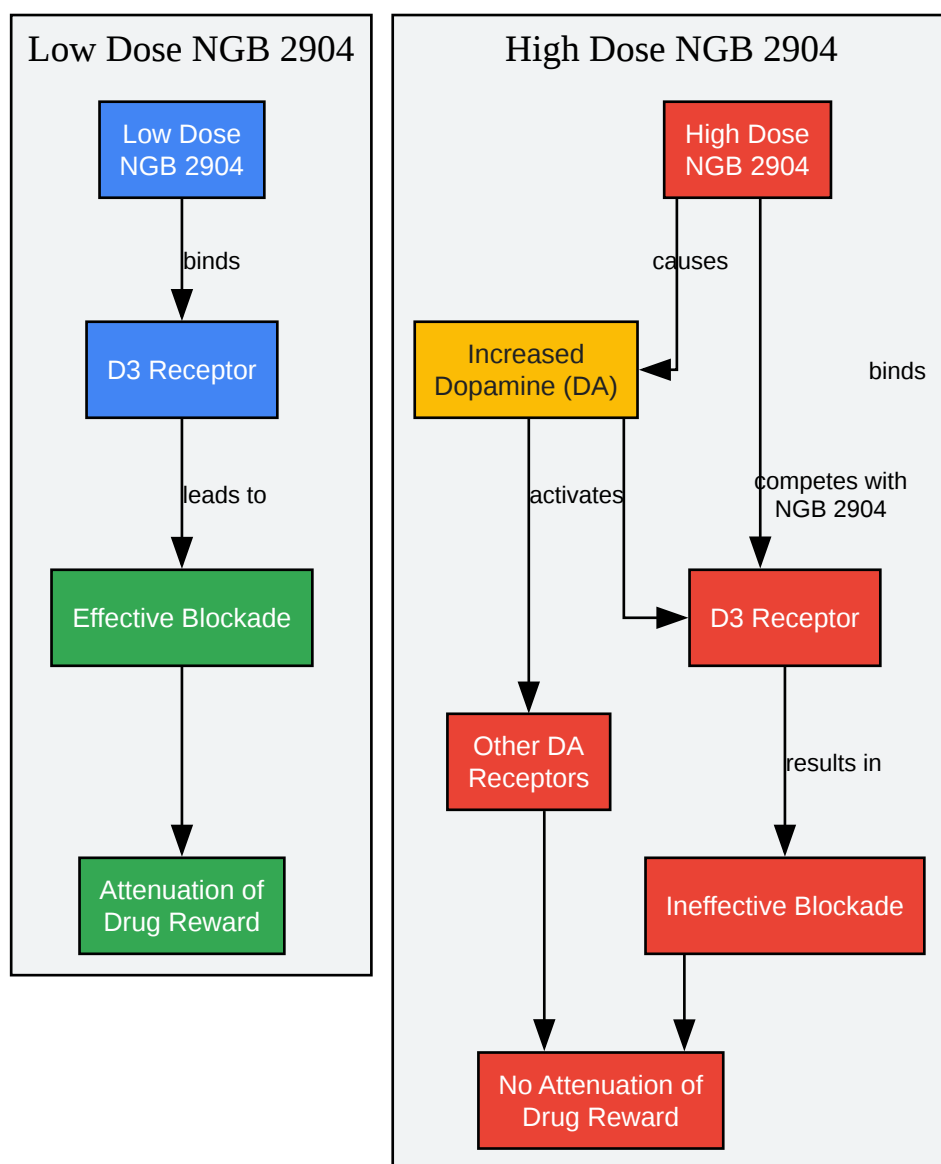 Low Dose NGB 2904
Low Dose
NGB 2904
binds
D3 Receptor
leads to
Effective Blockade
Attenuation of
Drug Reward
High Dose NGB 2904
High Dose
NGB 2904
causes
Increased
Dopamine (DA)
binds
activates
competes with
NGB 2904
D3 Receptor
Other DA
Receptors
results in
Ineffective Blockade
No Attenuation of
Drug Reward